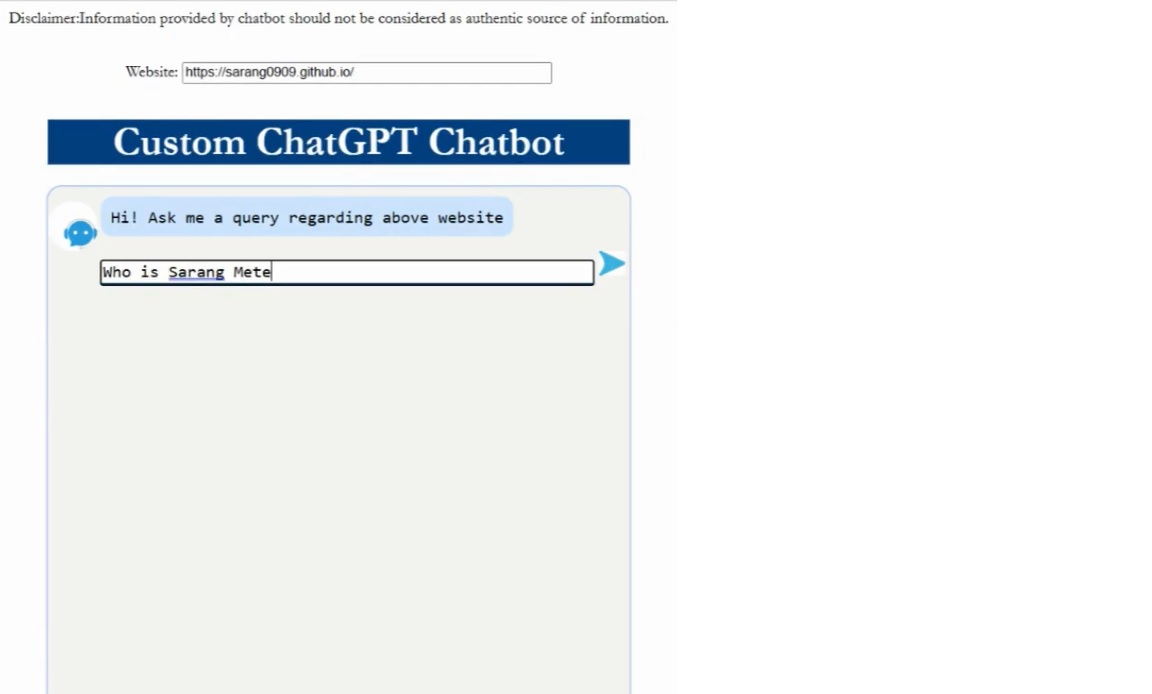 Disclaimer:Information provided by chatbot should not be considered as authentic source of information.
Website: https://sarang0909.github.io/
Custom ChatGPT Chatbot
Hi! Ask me a query regarding above website
Who is Sarang Mete